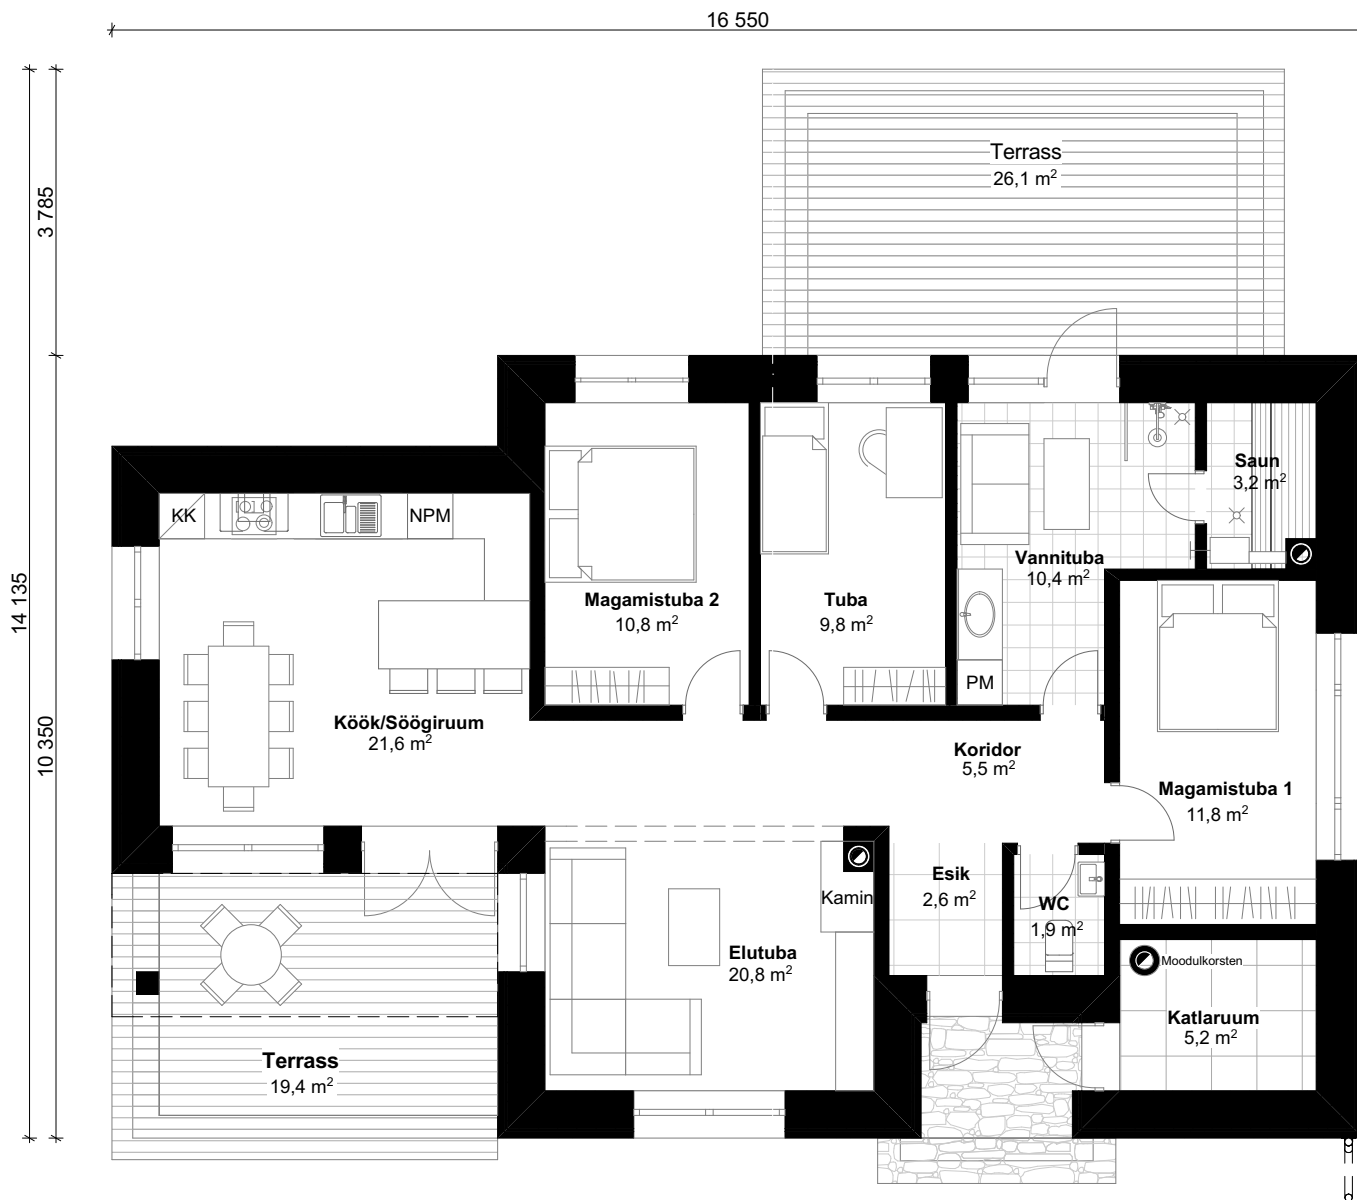 16 550
3 785
14 135
10 350
Terrass
26,1 m²
KK
NPM
Saun
3,2 m²
Vannituba
10,4 m²
Magamistuba 2
10,8 m²
Tuba
9,8 m²
PM
Köök/Söögiruum
21,6 m²
Koridor
5,5 m²
Magamistuba 1
11,8 m²
Kamin
Esik
2,6 m²
WC
1,9 m²
Elutuba
20,8 m²
Moodulkorsten
Katlaruum
5,2 m²
Terrass
19,4 m²